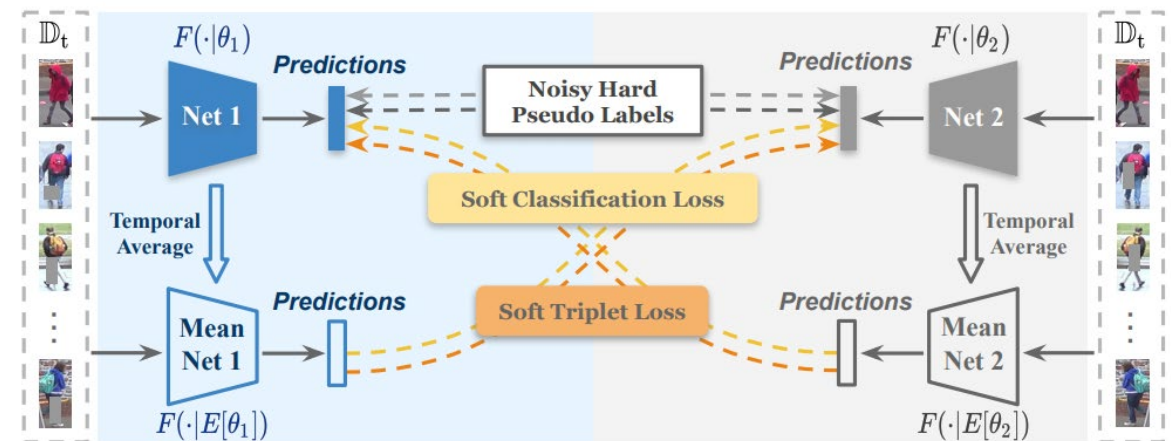 𝔻ₜ
F(·|θ₁)
Predictions
Net 1
Noisy Hard
Pseudo Labels
Predictions
F(·|θ₂)
Net 2
𝔻ₜ
Soft Classification Loss
Temporal
Average
Temporal
Average
Predictions
Mean
Net 1
Soft Triplet Loss
Predictions
Mean
Net 2
F(·|E[θ₁])
F(·|E[θ₂])